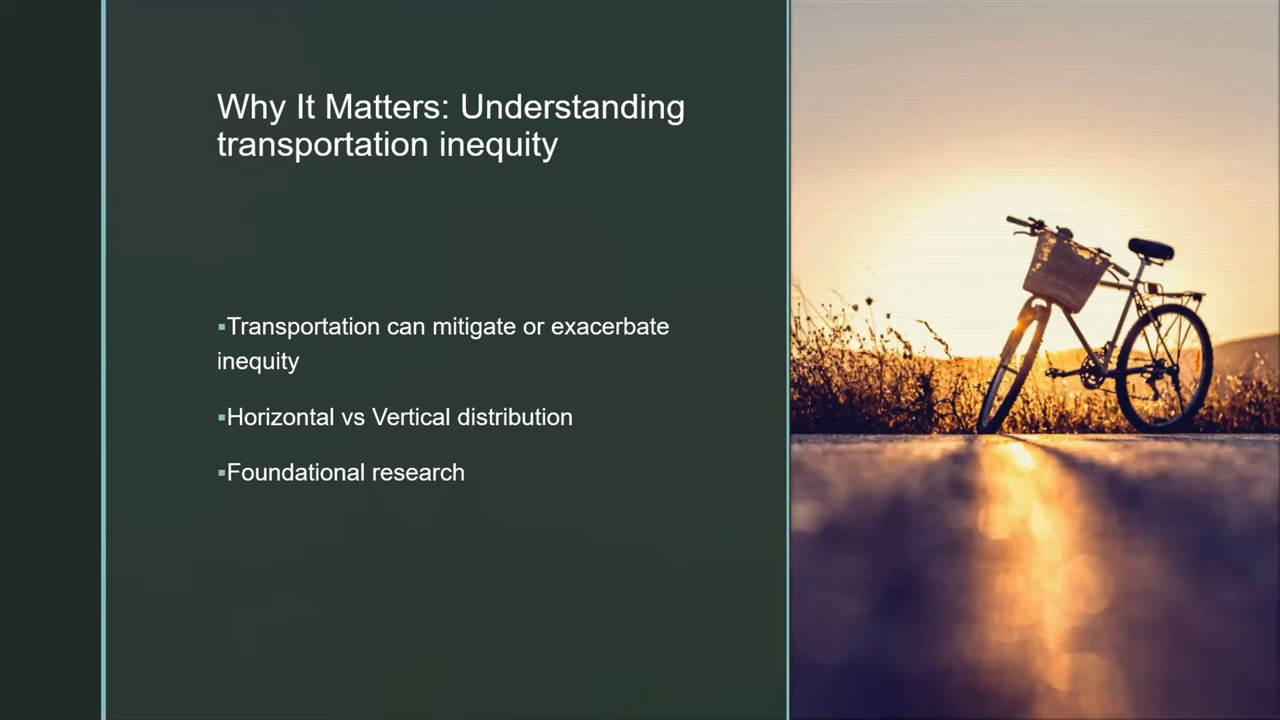 Why It Matters: Understanding
transportation inequity
▪Transportation can mitigate or exacerbate
inequity
▪Horizontal vs Vertical distribution
▪Foundational research